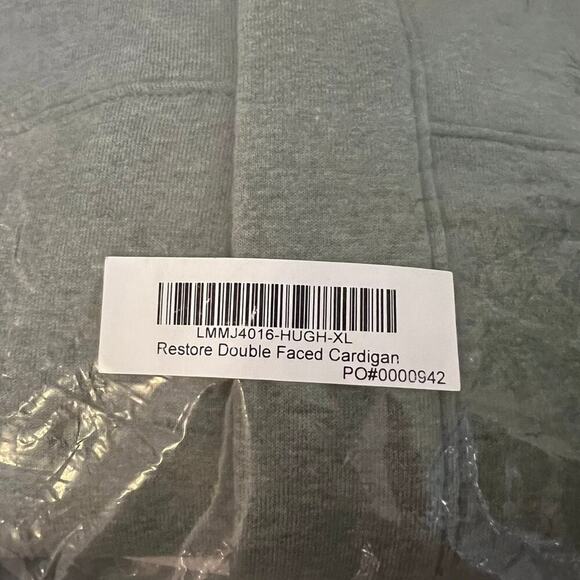 LMMJ4016-HUGH-XL
Restore Double Faced Cardigan
PO#0000942